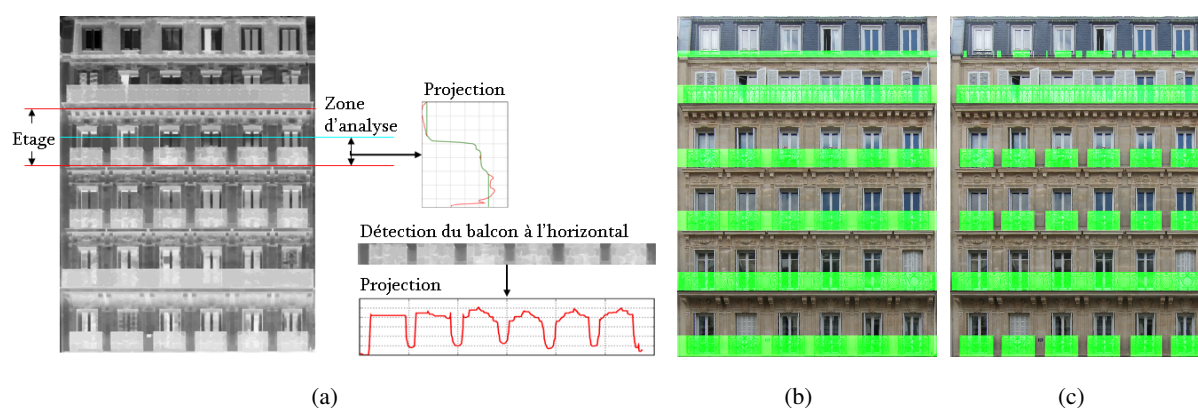 Etage
Zone
d'analyse
Projection
Détection du balcon à l'horizontal
Projection
(a)
(b)
(c)